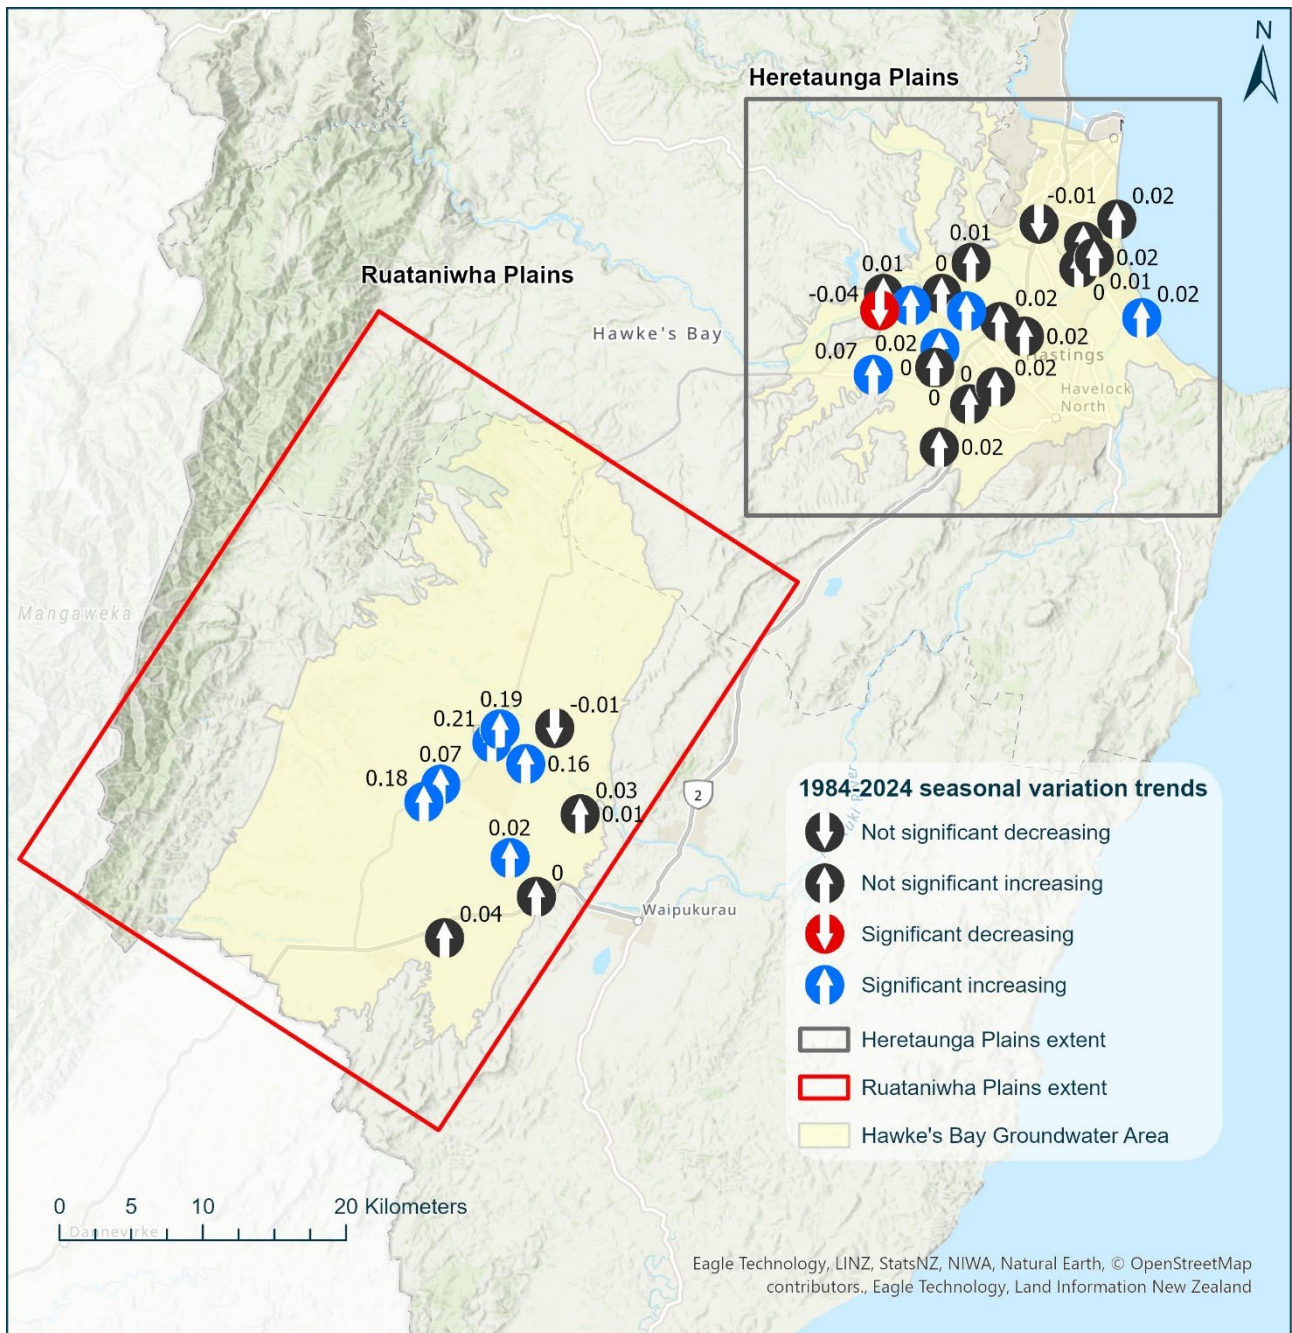 N
Heretaunga Plains
-0.01
0.02
0.01
0.02
0.01
0
0.01
0
0.02
-0.04
0.02
0.02
0.02
0.07
0
0
0.02
0
0.02
Hastings
Havelock
North
Ruataniwha Plains
Hawke's Bay
Mangaweka
0.19
-0.01
0.21
0.16
0.07
0.18
0.03
0.01
0.02
0
0.04
2
Waipukurau
1984-2024 seasonal variation trends
Not significant decreasing
Not significant increasing
Significant decreasing
Significant increasing
Heretaunga Plains extent
Ruataniwha Plains extent
Hawke's Bay Groundwater Area
0 5 10 20 Kilometers
Dannevirke
Eagle Technology, LINZ, StatsNZ, NIWA, Natural Earth, © OpenStreetMap
contributors., Eagle Technology, Land Information New Zealand